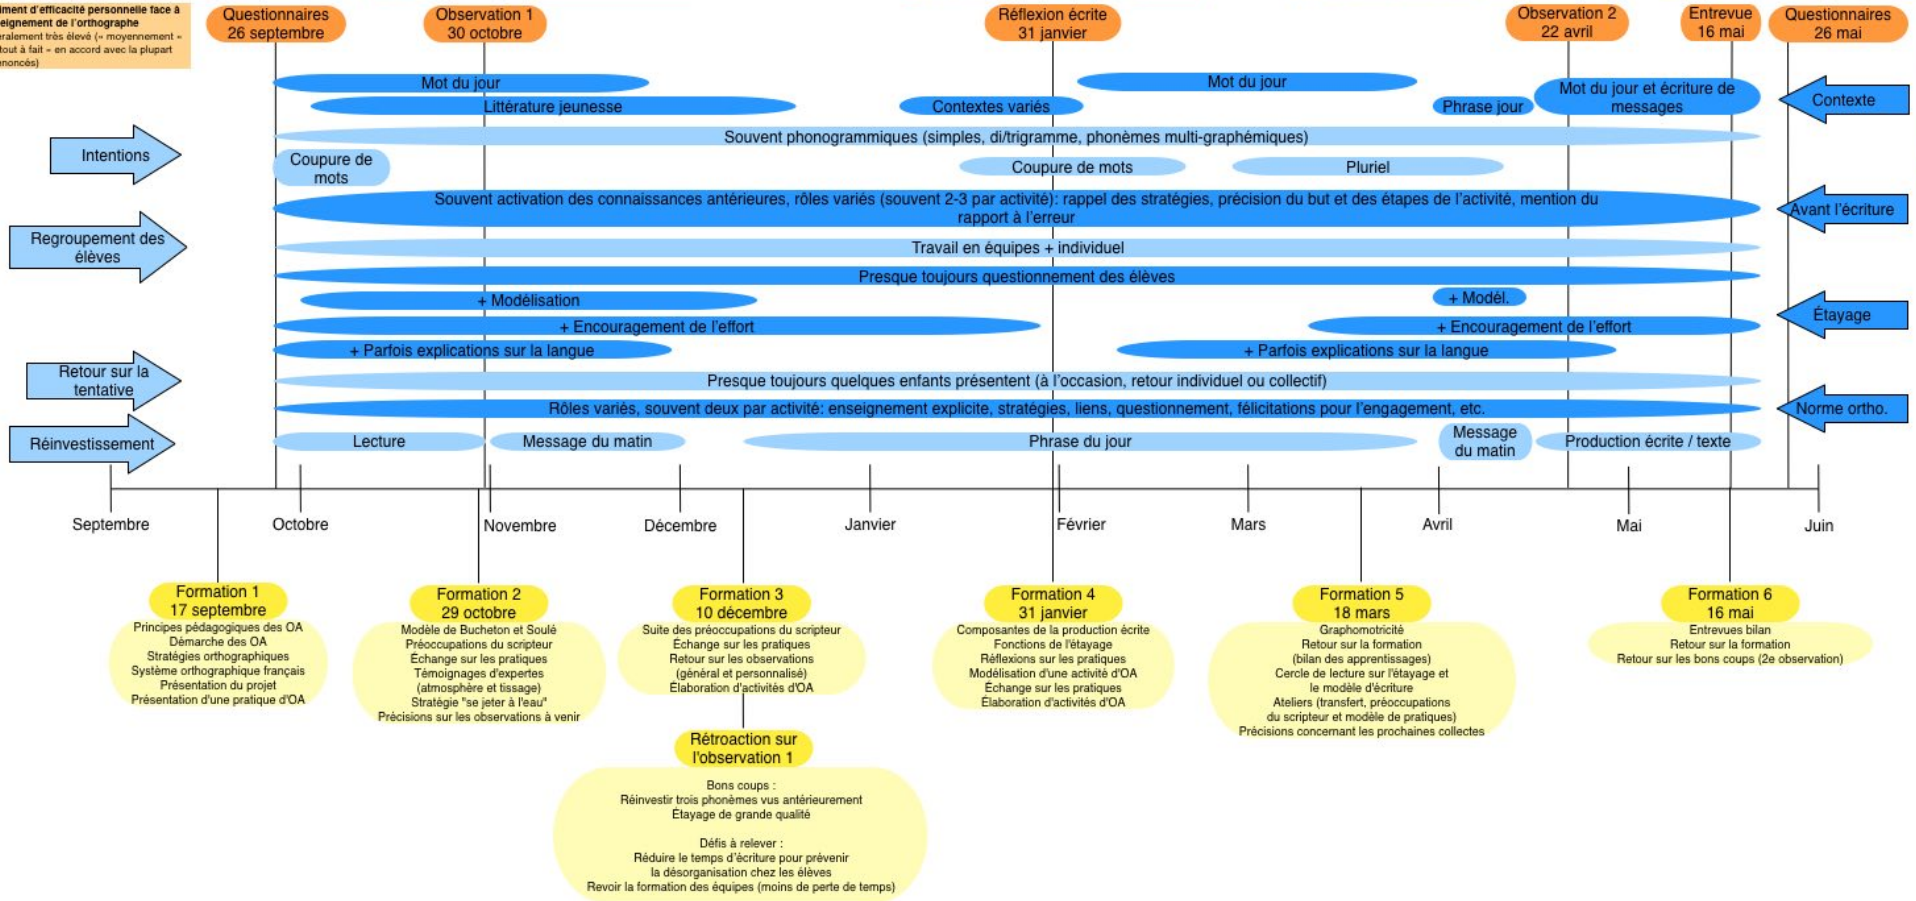 iment d'efficacité personnelle face à
eignement de l'orthographe
éralement très élevé (« moyennement »
tout à fait » en accord avec la plupart
énoncés)
Questionnaires
26 septembre
Observation 1
30 octobre
Réflexion écrite
31 janvier
Observation 2
22 avril
Entrevue
16 mai
Questionnaires
26 mai
Mot du jour
Mot du jour
Mot du jour et écriture de
messages
Contexte
Littérature jeunesse
Contextes variés
Phrase jour
Intentions
Souvent phonogrammiques (simples, di/trigramme, phonèmes multi-graphémiques)
Coupure de
mots
Coupure de mots
Pluriel
Souvent activation des connaissances antérieures, rôles variés (souvent 2-3 par activité): rappel des stratégies, précision du but et des étapes de l'activité, mention du
rapport à l'erreur
Avant l'écriture
Regroupement des
élèves
Travail en équipes + individuel
Presque toujours questionnement des élèves
+ Modélisation
+ Modél.
Étayage
+ Encouragement de l'effort
+ Encouragement de l'effort
+ Parfois explications sur la langue
+ Parfois explications sur la langue
Retour sur la
tentative
Presque toujours quelques enfants présentent (à l'occasion, retour individuel ou collectif)
Rôles variés, souvent deux par activité: enseignement explicite, stratégies, liens, questionnement, félicitations pour l'engagement, etc.
Norme ortho.
Réinvestissement
Lecture
Message du matin
Phrase du jour
Message
du matin
Production écrite / texte
Septembre
Octobre
Novembre
Décembre
Janvier
Février
Mars
Avril
Mai
Juin
Formation 1
17 septembre
Principes pédagogiques des OA
Démarche des OA
Stratégies orthographiques
Système orthographique français
Présentation du projet
Présentation d'une pratique d'OA
Formation 2
29 octobre
Modèle de Bucheton et Soulé
Préoccupations du scripteur
Échange sur les pratiques
Témoignages d'expertes
(atmosphère et tissage)
Stratégie "se jeter à l'eau"
Précisions sur les observations à venir
Formation 3
10 décembre
Suite des préoccupations du scripteur
Échange sur les pratiques
Retour sur les observations
(général et personnalisé)
Élaboration d'activités d'OA
Rétroaction sur
l'observation 1
Bons coups :
Réinvestir trois phonèmes vus antérieurement
Étayage de grande qualité
Défis à relever :
Réduire le temps d'écriture pour prévenir
la désorganisation chez les élèves
Revoir la formation des équipes (moins de perte de temps)
Formation 4
31 janvier
Composantes de la production écrite
Fonctions de l'étayage
Réflexions sur les pratiques
Modélisation d'une activité d'OA
Échange sur les pratiques
Élaboration d'activités d'OA
Formation 5
18 mars
Graphomotricité
Retour sur la formation
(bilan des apprentissages)
Cercle de lecture sur l'étayage et
le modèle d'écriture
Ateliers (transfert, préoccupations
du scripteur et modèle de pratiques)
Précisions concernant les prochaines collectes
Formation 6
16 mai
Entrevues bilan
Retour sur la formation
Retour sur les bons coups (2e observation)